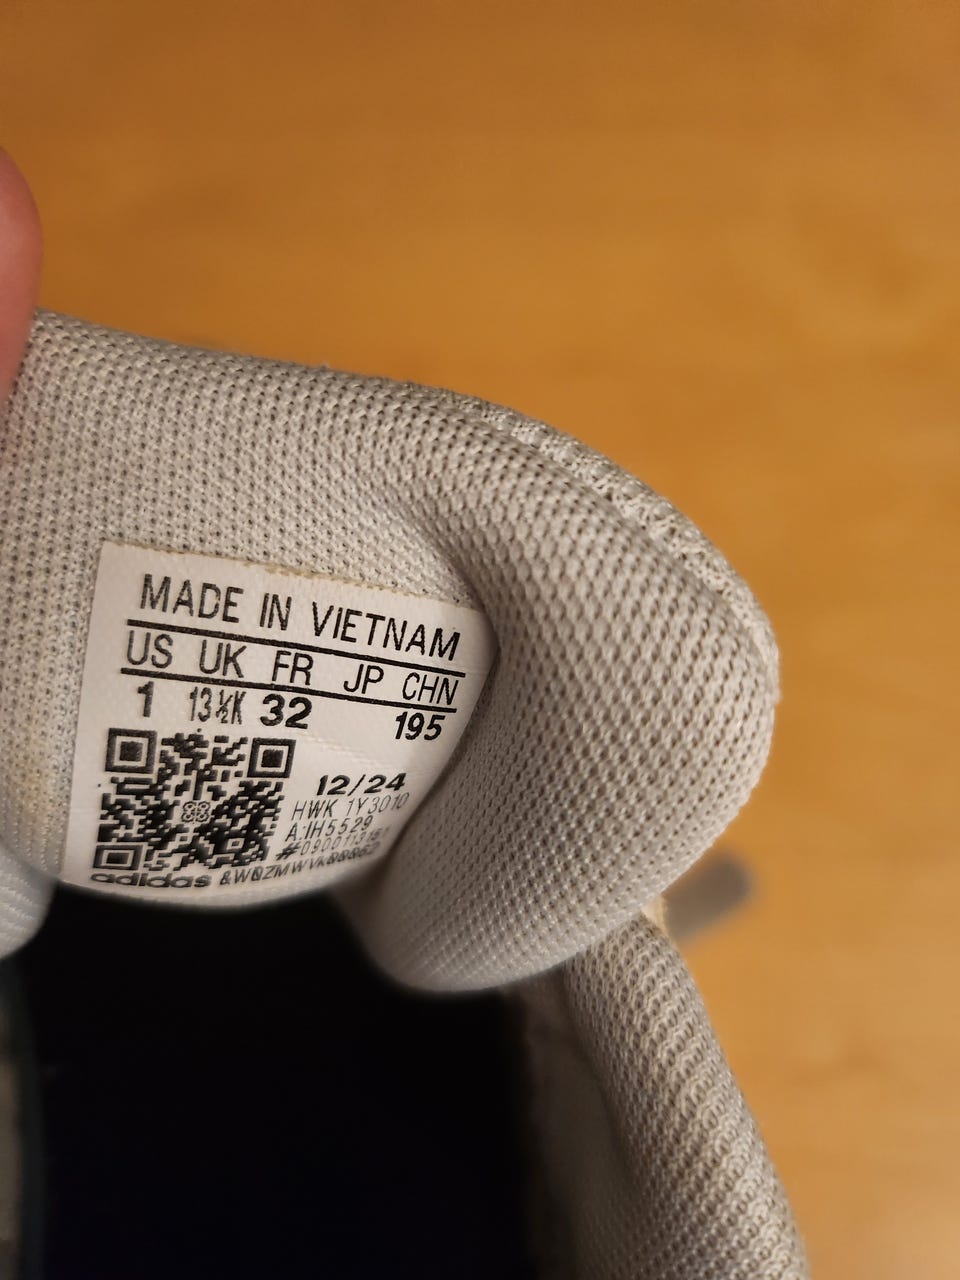 MADE IN VIETNAM
US UK FR JP CHN
1 13½K 32 195
12/24
HWK 1Y3010
A:IH5529
adidas